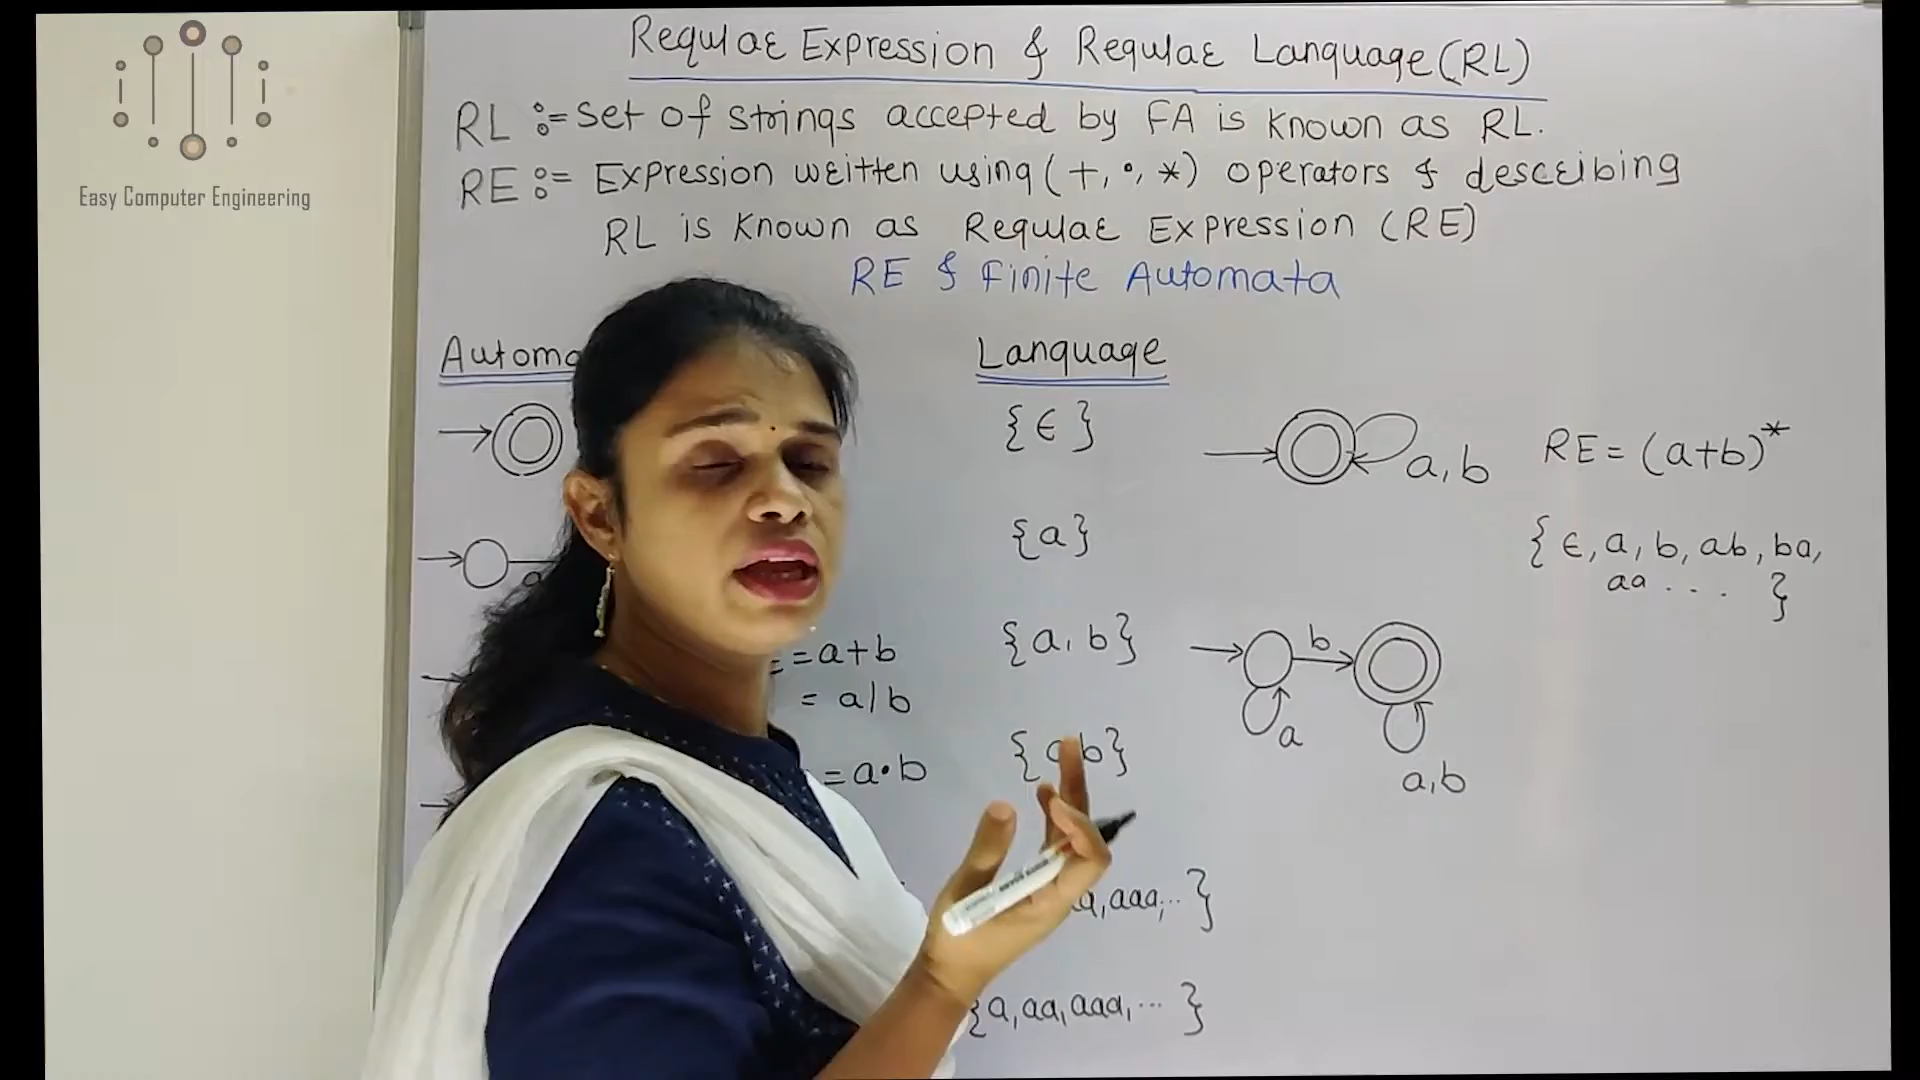 Easy Computer Engineering
Regular Expression & Regular Language (RL)
RL := set of strings accepted by FA is known as RL.
RE := Expression written using (+, •, *) operators & describing
RL is known as Regular Expression (RE)
RE & Finite Automata
Language
{ϵ}
a,b
RE = (a+b)*
{a}
{ϵ, a, b, ab, ba,
aa ... }
a
{a, b}
b
= a+b
= a|b
a
= a•b
a,b
,aaa,.. }
{a,aa,aaa,... }